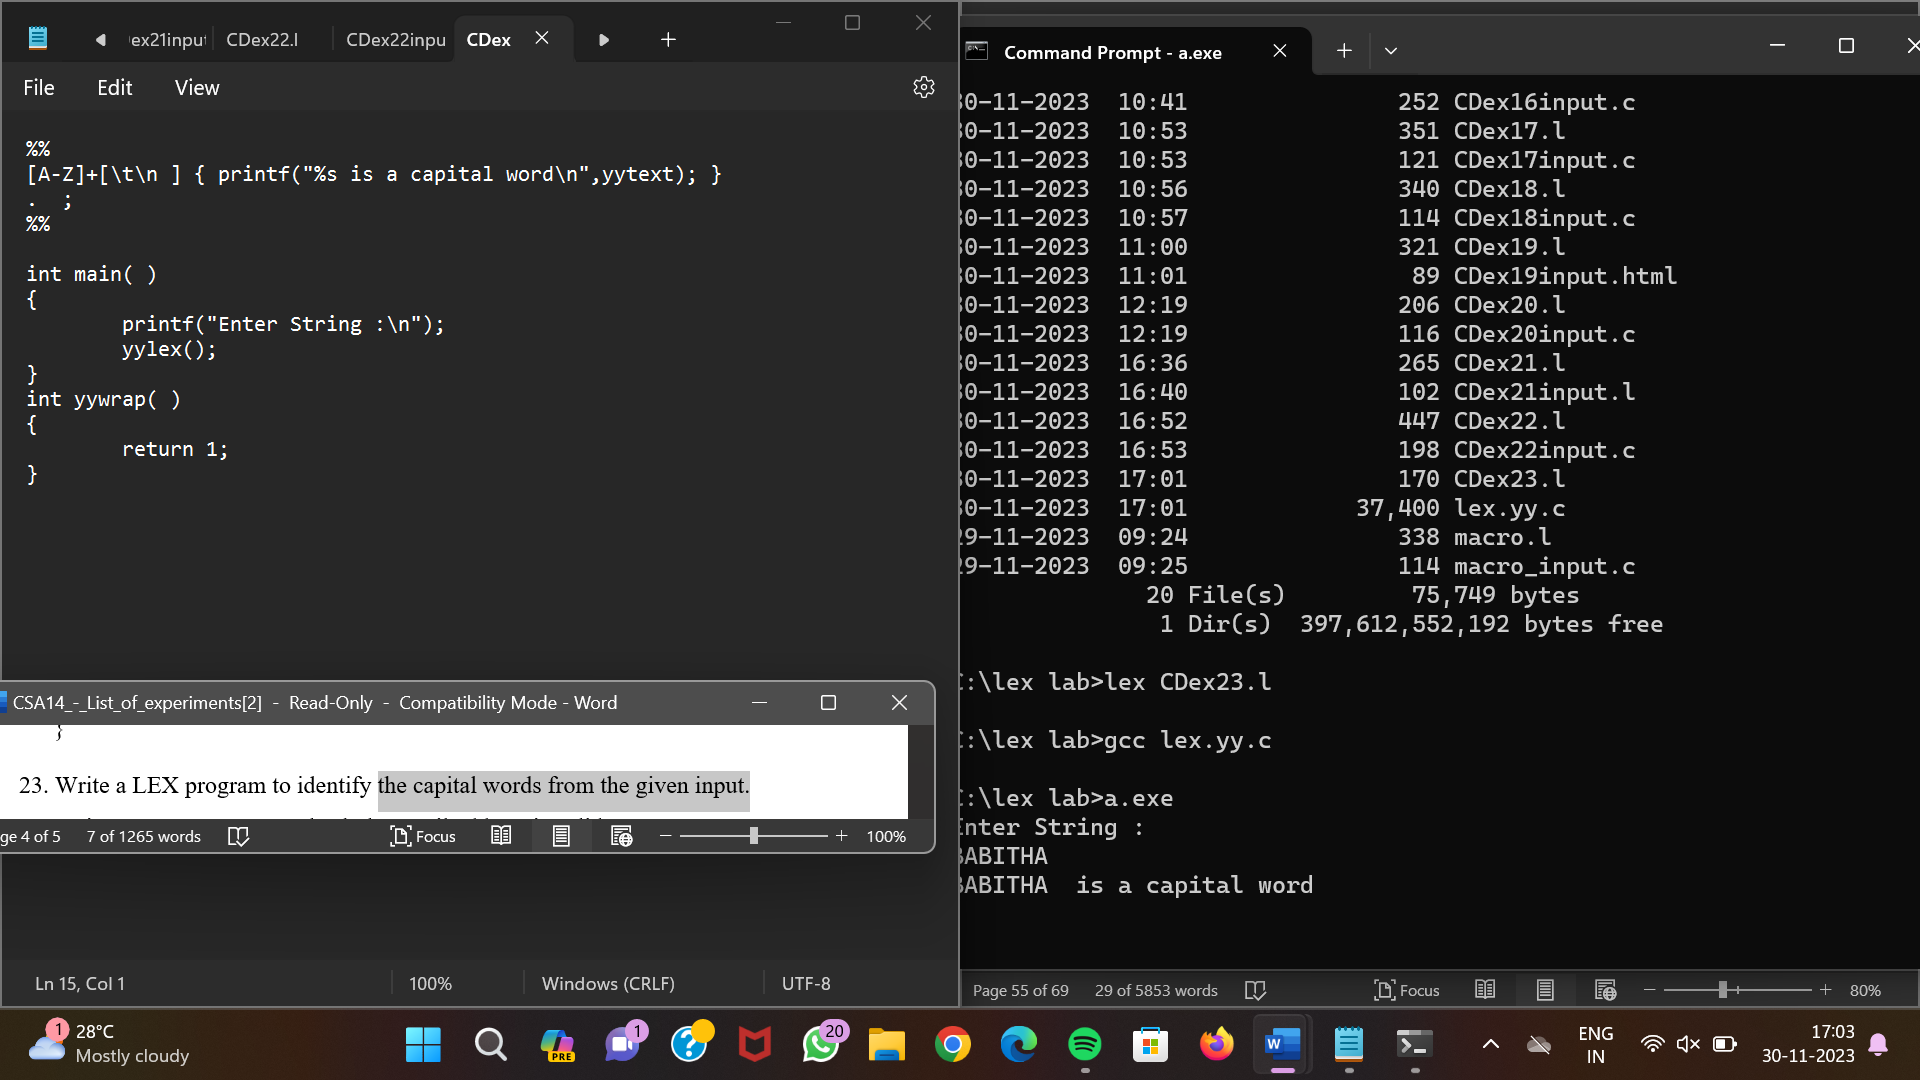 ex21input
CDex22.l
CDex22inpu
CDex
File
Edit
View
%%
[A-Z]+[\t\n ] { printf("%s is a capital word\n",yytext); }
.  ;
%%
int main( )
{
printf("Enter String :\n");
yylex();
}
int yywrap( )
{
return 1;
}
CSA14_-_List_of_experiments[2]  -  Read-Only  -  Compatibility Mode - Word
}
23. Write a LEX program to identify the capital words from the given input.
ge 4 of 5
7 of 1265 words
Focus
100%
Ln 15, Col 1
100%
Windows (CRLF)
UTF-8
Command Prompt - a.exe
0-11-2023  10:41  252 CDex16input.c
0-11-2023  10:53  351 CDex17.l
0-11-2023  10:53  121 CDex17input.c
0-11-2023  10:56  340 CDex18.l
0-11-2023  10:57  114 CDex18input.c
0-11-2023  11:00  321 CDex19.l
0-11-2023  11:01  89 CDex19input.html
0-11-2023  12:19  206 CDex20.l
0-11-2023  12:19  116 CDex20input.c
0-11-2023  16:36  265 CDex21.l
0-11-2023  16:40  102 CDex21input.l
0-11-2023  16:52  447 CDex22.l
0-11-2023  16:53  198 CDex22input.c
0-11-2023  17:01  170 CDex23.l
0-11-2023  17:01  37,400 lex.yy.c
9-11-2023  09:24  338 macro.l
9-11-2023  09:25  114 macro_input.c
20 File(s)  75,749 bytes
1 Dir(s)  397,612,552,192 bytes free
:\lex lab>lex CDex23.l
:\lex lab>gcc lex.yy.c
:\lex lab>a.exe
nter String :
ABITHA
ABITHA  is a capital word
Page 55 of 69
29 of 5853 words
Focus
80%
1
28°C
Mostly cloudy
PRE
1
20
ENG
IN
17:03
30-11-2023